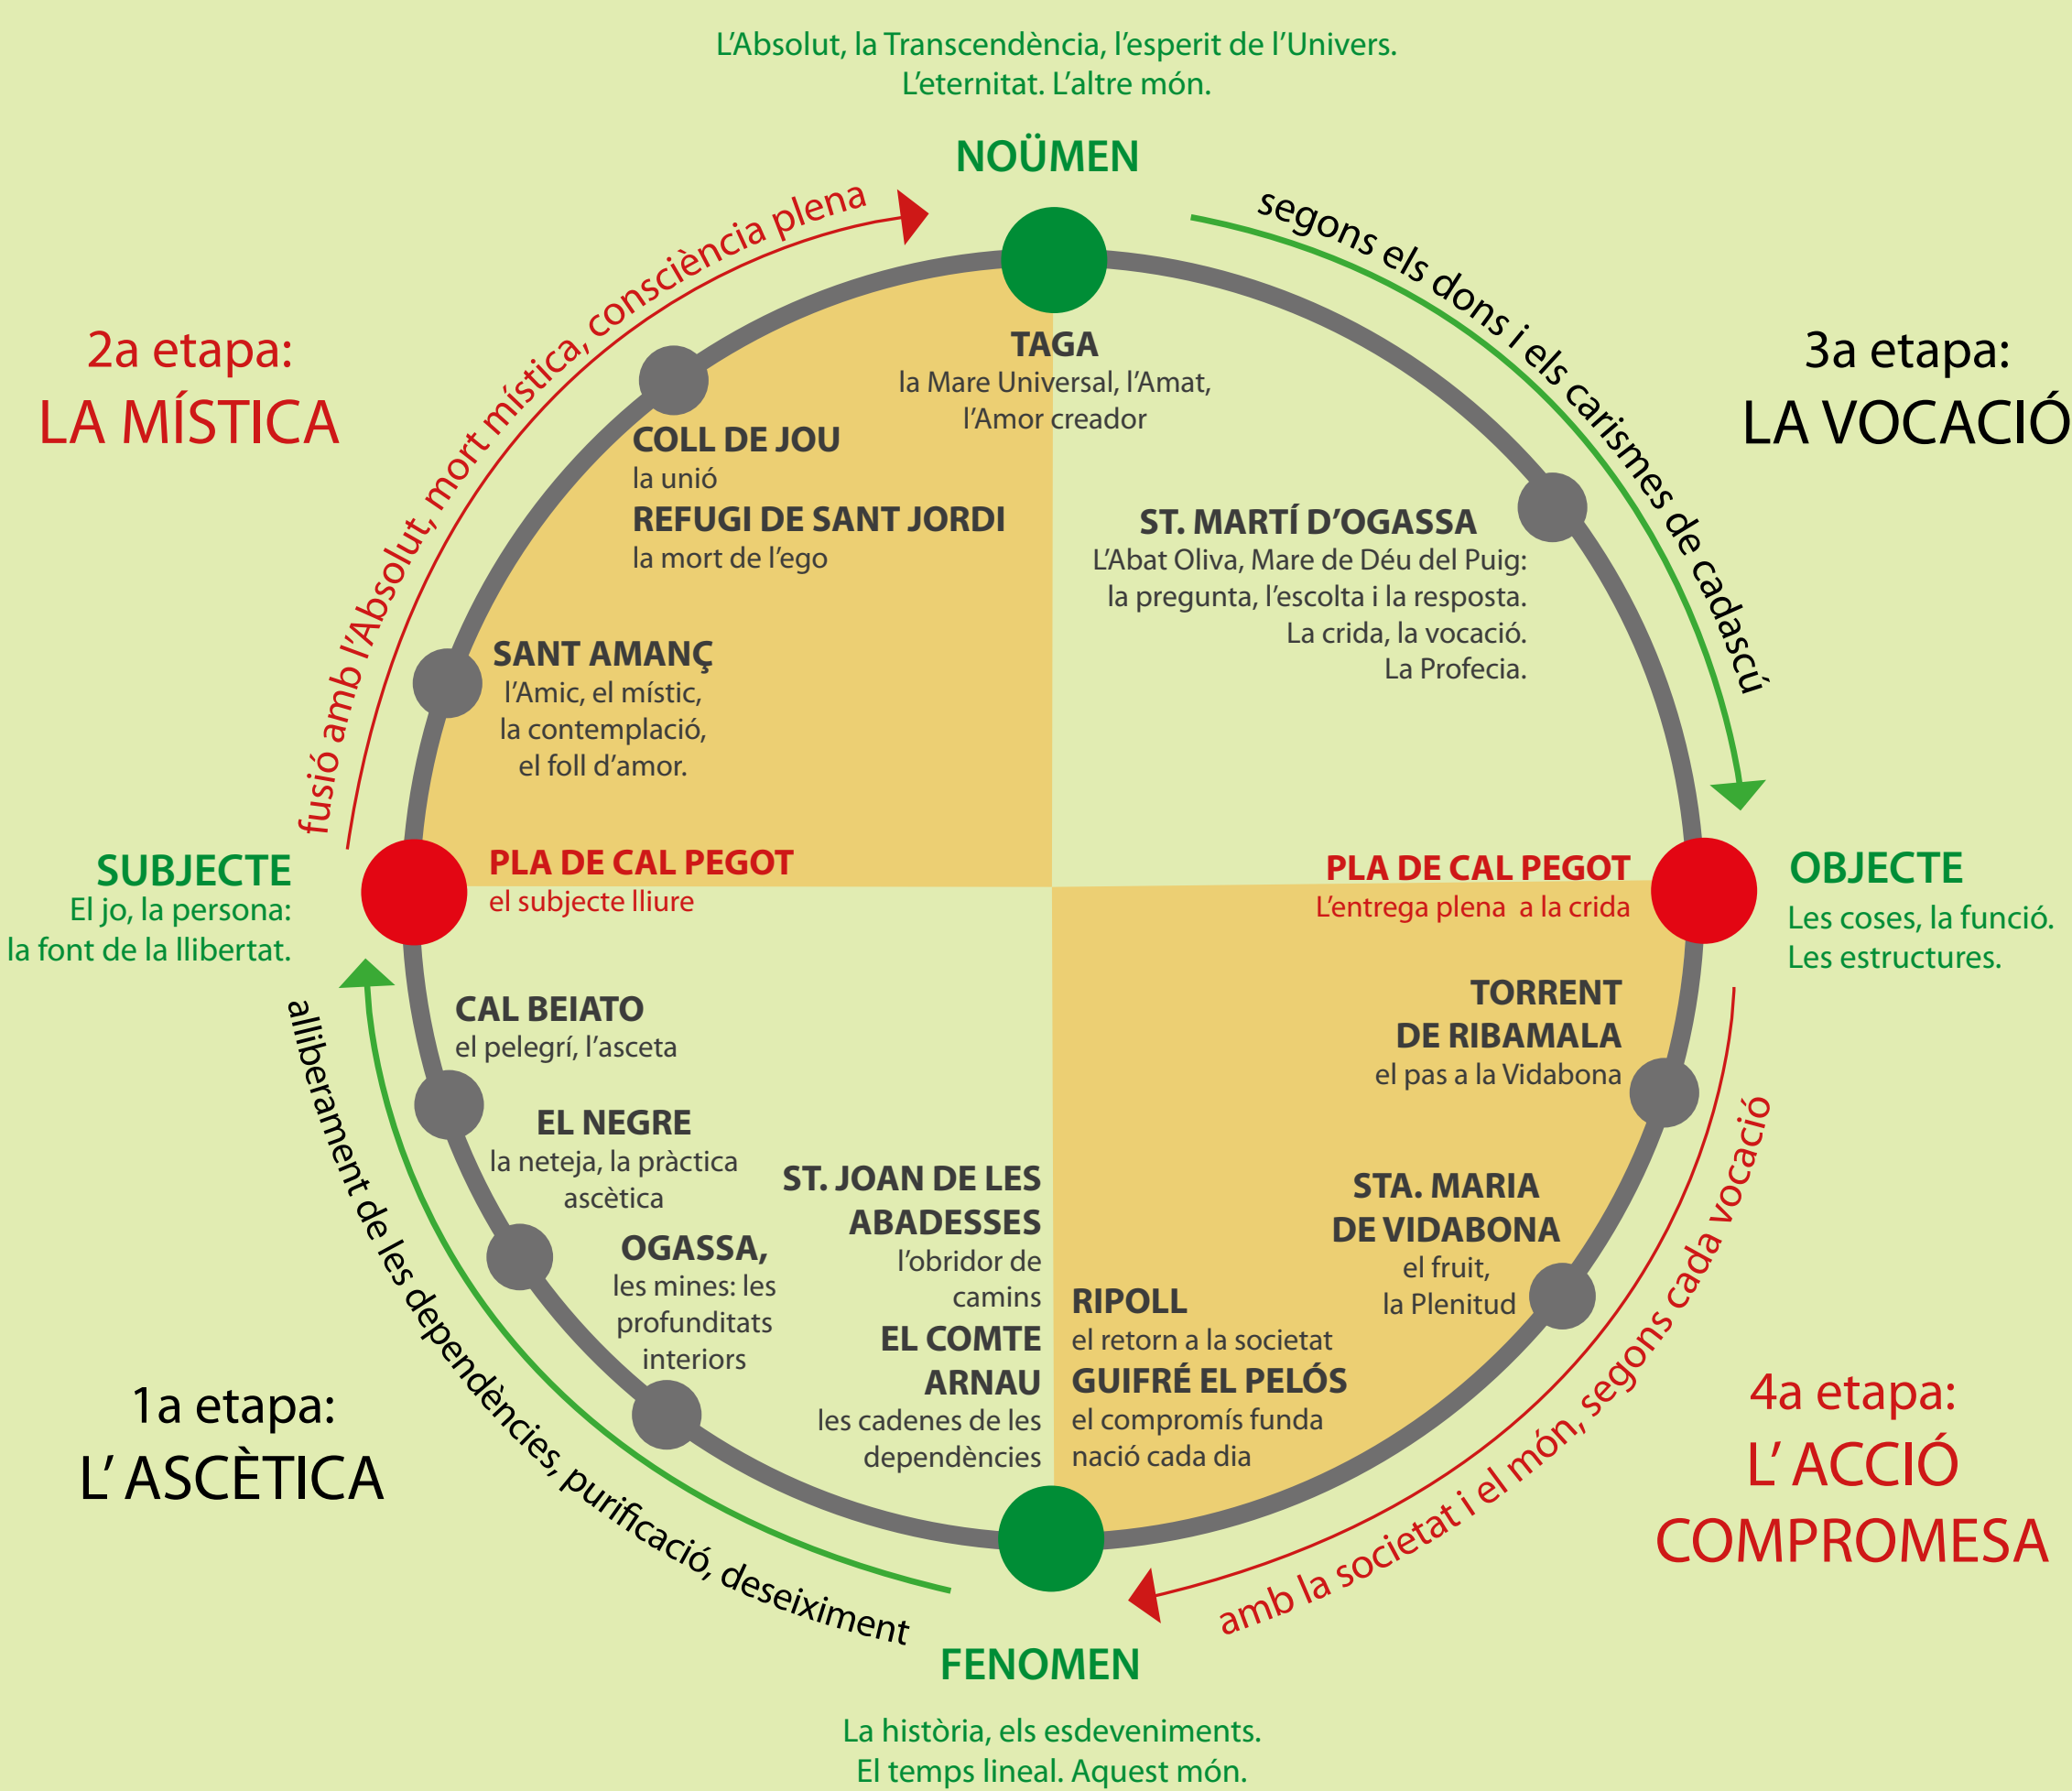 L'Absolut, la Transcendència, l'esperit de l'Univers.
L'eternitat. L'altre món.
NOÜMEN
fusió amb l'Absolut, mort mística, consciència plena
segons els dons i els carismes de cadascú
2a etapa:
LA MÍSTICA
3a etapa:
LA VOCACIÓ
TAGA
la Mare Universal, l'Amat,
l'Amor creador
COLL DE JOU
la unió
REFUGI DE SANT JORDI
la mort de l'ego
ST. MARTÍ D'OGASSA
L'Abat Oliva, Mare de Déu del Puig:
la pregunta, l'escolta i la resposta.
La crida, la vocació.
La Profecia.
SANT AMANÇ
l'Amic, el místic,
la contemplació,
el foll d'amor.
SUBJECTE
El jo, la persona:
la font de la llibertat.
PLA DE CAL PEGOT
el subjecte lliure
PLA DE CAL PEGOT
L'entrega plena a la crida
OBJECTE
Les coses, la funció.
Les estructures.
CAL BEIATO
el pelegrí, l'asceta
EL NEGRE
la neteja, la pràctica
ascètica
OGASSA,
les mines: les
profunditats
interiors
ST. JOAN DE LES
ABADESSES
l'obridor de
camins
EL COMTE
ARNAU
les cadenes de les
dependències
TORRENT
DE RIBAMALA
el pas a la Vidabona
STA. MARIA
DE VIDABONA
el fruit,
la Plenitud
RIPOLL
el retorn a la societat
GUIFRÉ EL PELÓS
el compromís funda
nació cada dia
1a etapa:
L' ASCÈTICA
4a etapa:
L' ACCIÓ
COMPROMESA
alliberament de les dependències, purificació, deseiximent
amb la societat i el món, segons cada vocació
FENOMEN
La història, els esdeveniments.
El temps lineal. Aquest món.